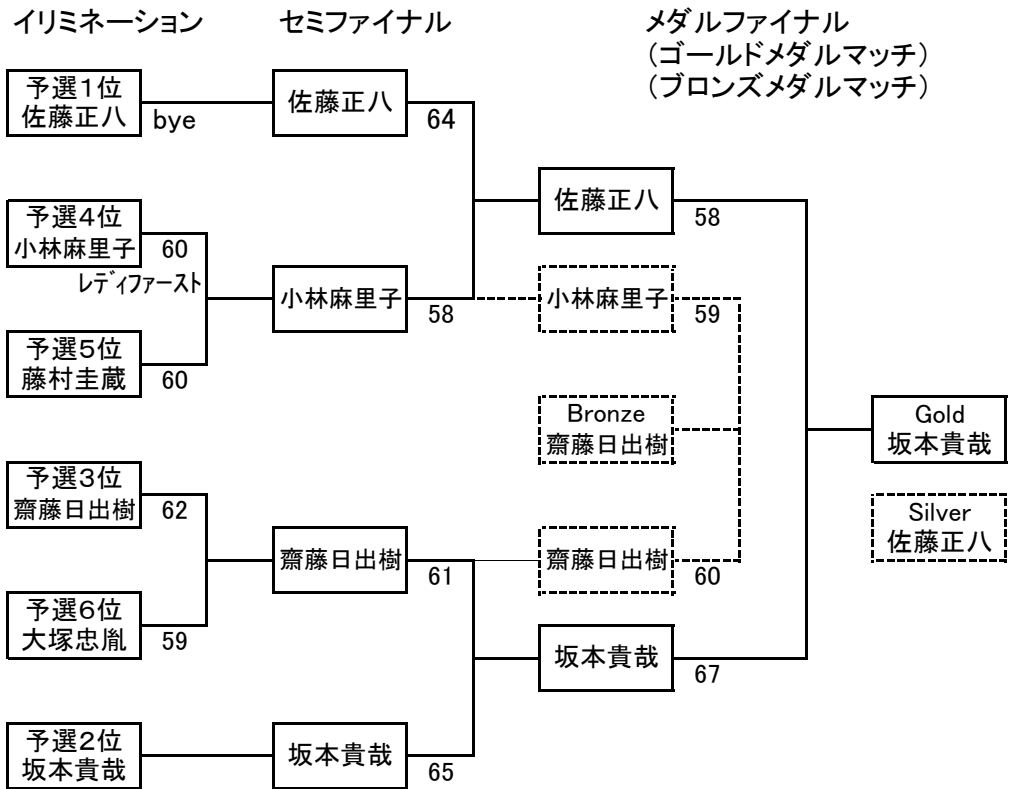 イリミネーション
セミファイナル
メダルファイナル
（ゴールドメダルマッチ）
（ブロンズメダルマッチ）
予選１位
佐藤正八
bye
佐藤正八
64
佐藤正八
58
予選４位
小林麻里子
60
レディファースト
小林麻里子
58
小林麻里子
59
予選５位
藤村圭蔵
60
Bronze
齋藤日出樹
Gold
坂本貴哉
予選３位
齋藤日出樹
62
Silver
佐藤正八
齋藤日出樹
61
齋藤日出樹
60
予選６位
大塚忠胤
59
坂本貴哉
67
予選２位
坂本貴哉
坂本貴哉
65